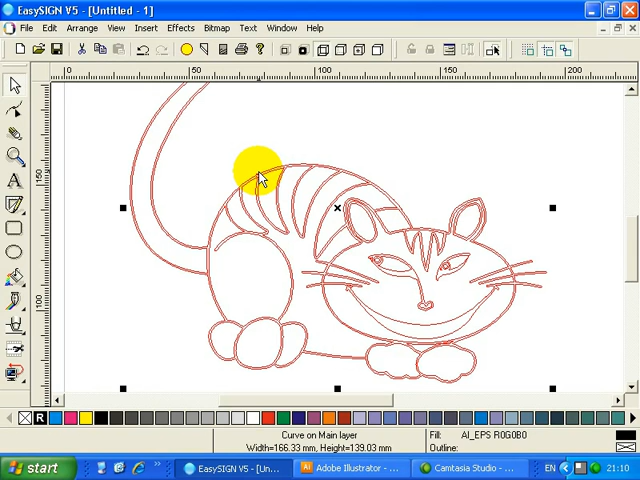 EasySIGN V5 - [Untitled - 1]
File Edit Arrange View Insert Effects Bitmap Text Window Help
0 50 100 150 200
150
100
R
Curve on Main layer
Width=166.33 mm, Height=139.03 mm
Fill: AI_EPS R0G0B0
Outline:
start
EasySIGN V5 - [Un...
Adobe Illustrator - ...
Camtasia Studio - ...
EN
21:10